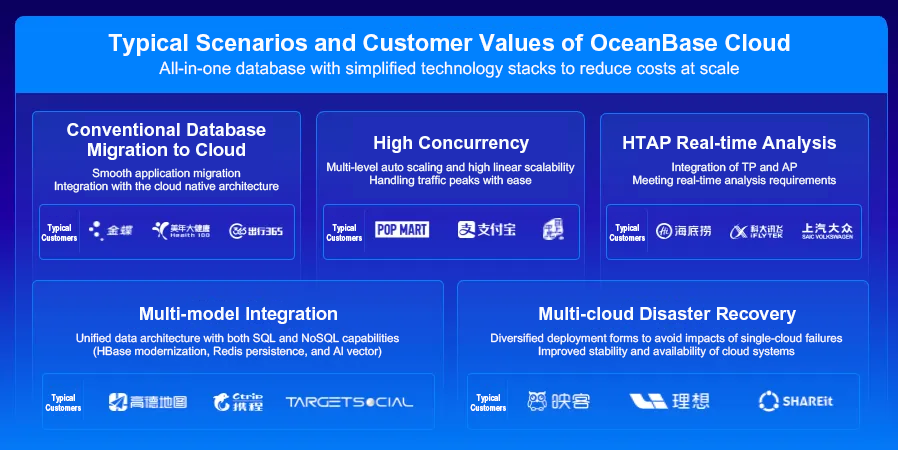 Typical Scenarios and Customer Values of OceanBase Cloud
All-in-one database with simplified technology stacks to reduce costs at scale
Conventional Database
Migration to Cloud
Smooth application migration
Integration with the cloud native architecture
Typical
Customers
金蝶
美年大健康
Health 100
365 出行365
High Concurrency
Multi-level auto scaling and high linear scalability
Handling traffic peaks with ease
Typical
Customers
POP MART
支 支付宝
HTAP Real-time Analysis
Integration of TP and AP
Meeting real-time analysis requirements
Typical
Customers
Hi 海底捞
科大讯飞
iFLYTEK
上汽大众
SAIC VOLKSWAGEN
Multi-model Integration
Unified data architecture with both SQL and NoSQL capabilities
(HBase modernization, Redis persistence, and AI vector)
Typical
Customers
高德地图
Ctrip
携程
TARGETSOCIAL
Multi-cloud Disaster Recovery
Diversified deployment forms to avoid impacts of single-cloud failures
Improved stability and availability of cloud systems
Typical
Customers
映客
理想
SHAREit